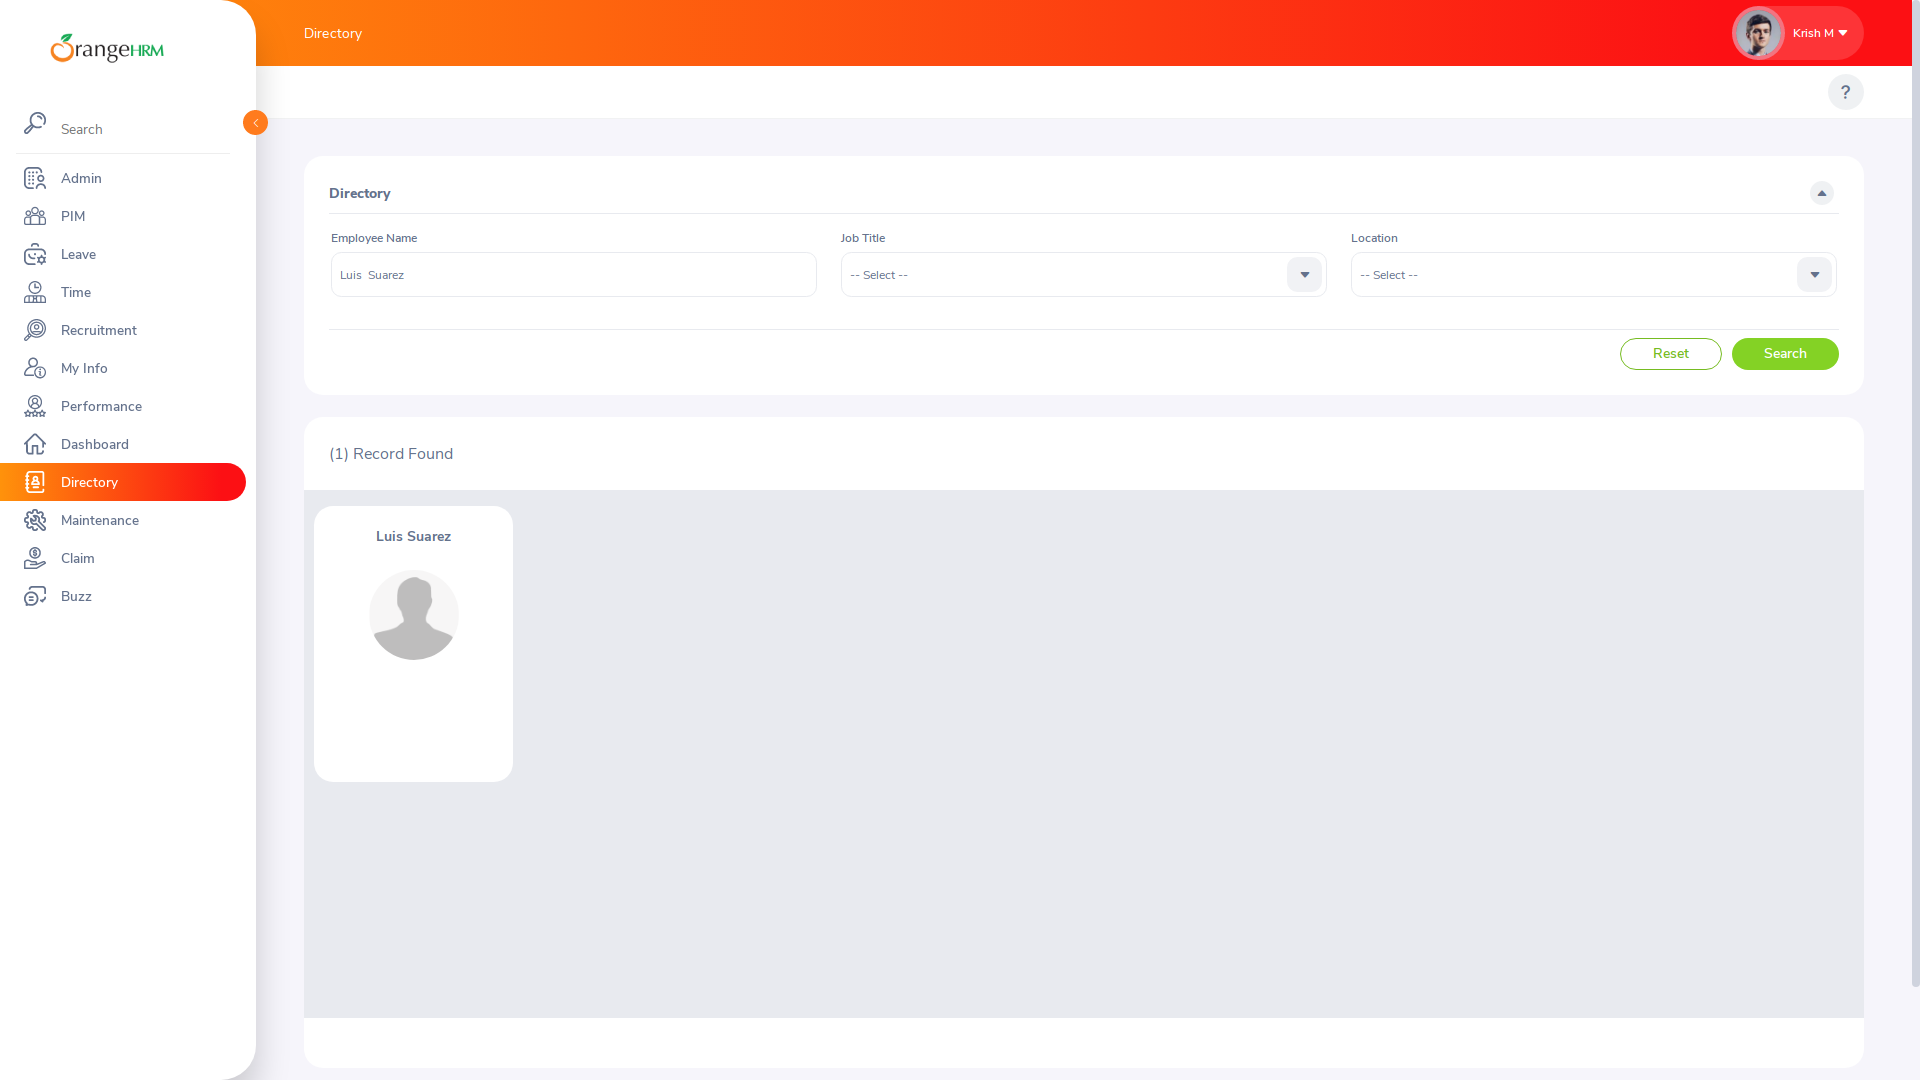 OrangeHRM
Search
Admin
PIM
Leave
Time
Recruitment
My Info
Performance
Dashboard
Directory
Maintenance
Claim
Buzz
Directory
Krish M
?
Directory
Employee Name
Luis  Suarez
Job Title
-- Select --
Location
-- Select --
Reset
Search
(1) Record Found
Luis Suarez